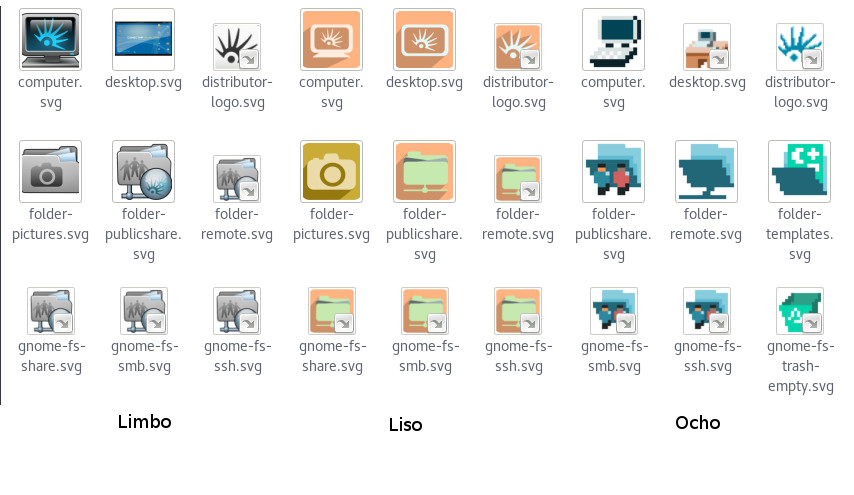 computer. desktop.svg distributor- computer. desktop.svg distributor- computer. desktop.svg distributor-
svg logo.svg svg logo.svg svg logo.svg
folder- folder- folder- folder- folder- folder- folder- folder- folder-
pictures.svg publicshare. remote.svg pictures.svg publicshare. remote.svg publicshare. remote.svg templates.
svg svg svg svg
gnome-fs- gnome-fs- gnome-fs- gnome-fs- gnome-fs- gnome-fs- gnome-fs- gnome-fs- gnome-fs-
share.svg smb.svg ssh.svg share.svg smb.svg ssh.svg smb.svg ssh.svg trash-
empty.svg
Limbo Liso Ocho